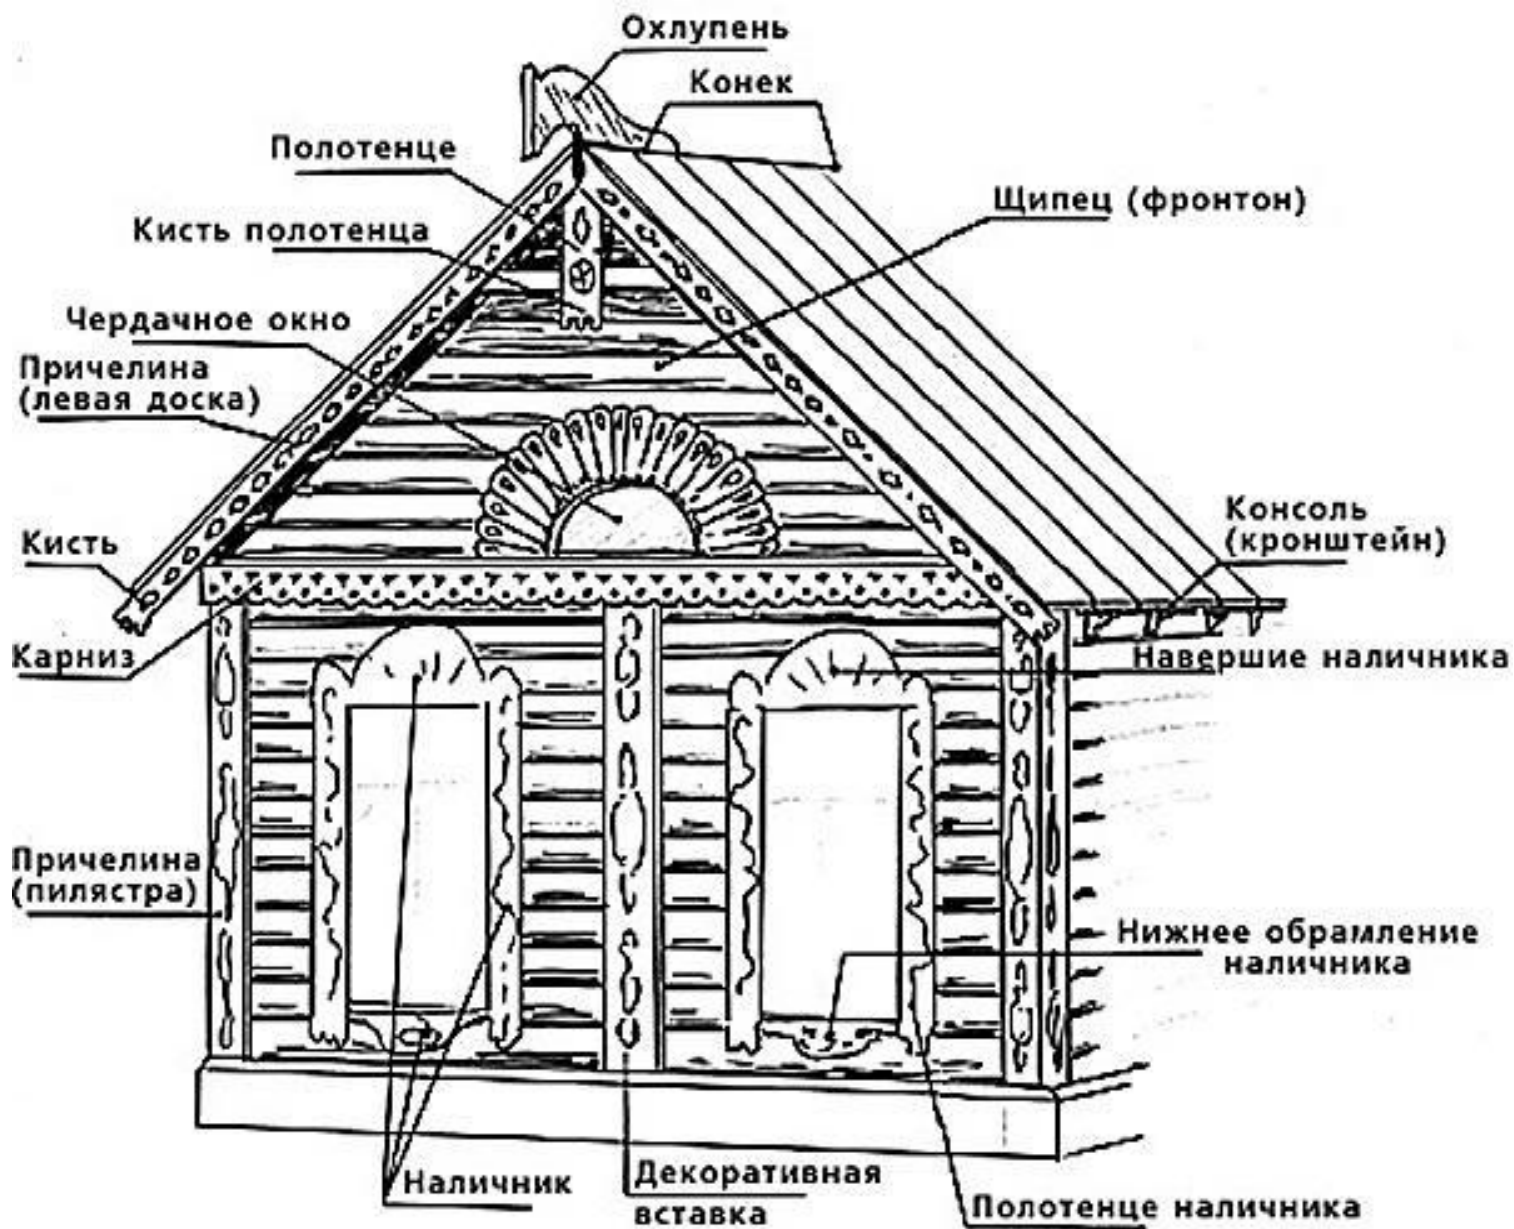 Охлупень
Конек
Полотенце
Щипец (фронтон)
Кисть полотенца
Чердачное окно
Причелина
(левая доска)
Консоль
(кронштейн)
Кисть
Карниз
Навершие наличника
Причелина
(пилястра)
Нижнее обрамление
наличника
Наличник
Декоративная
вставка
Полотенце наличника